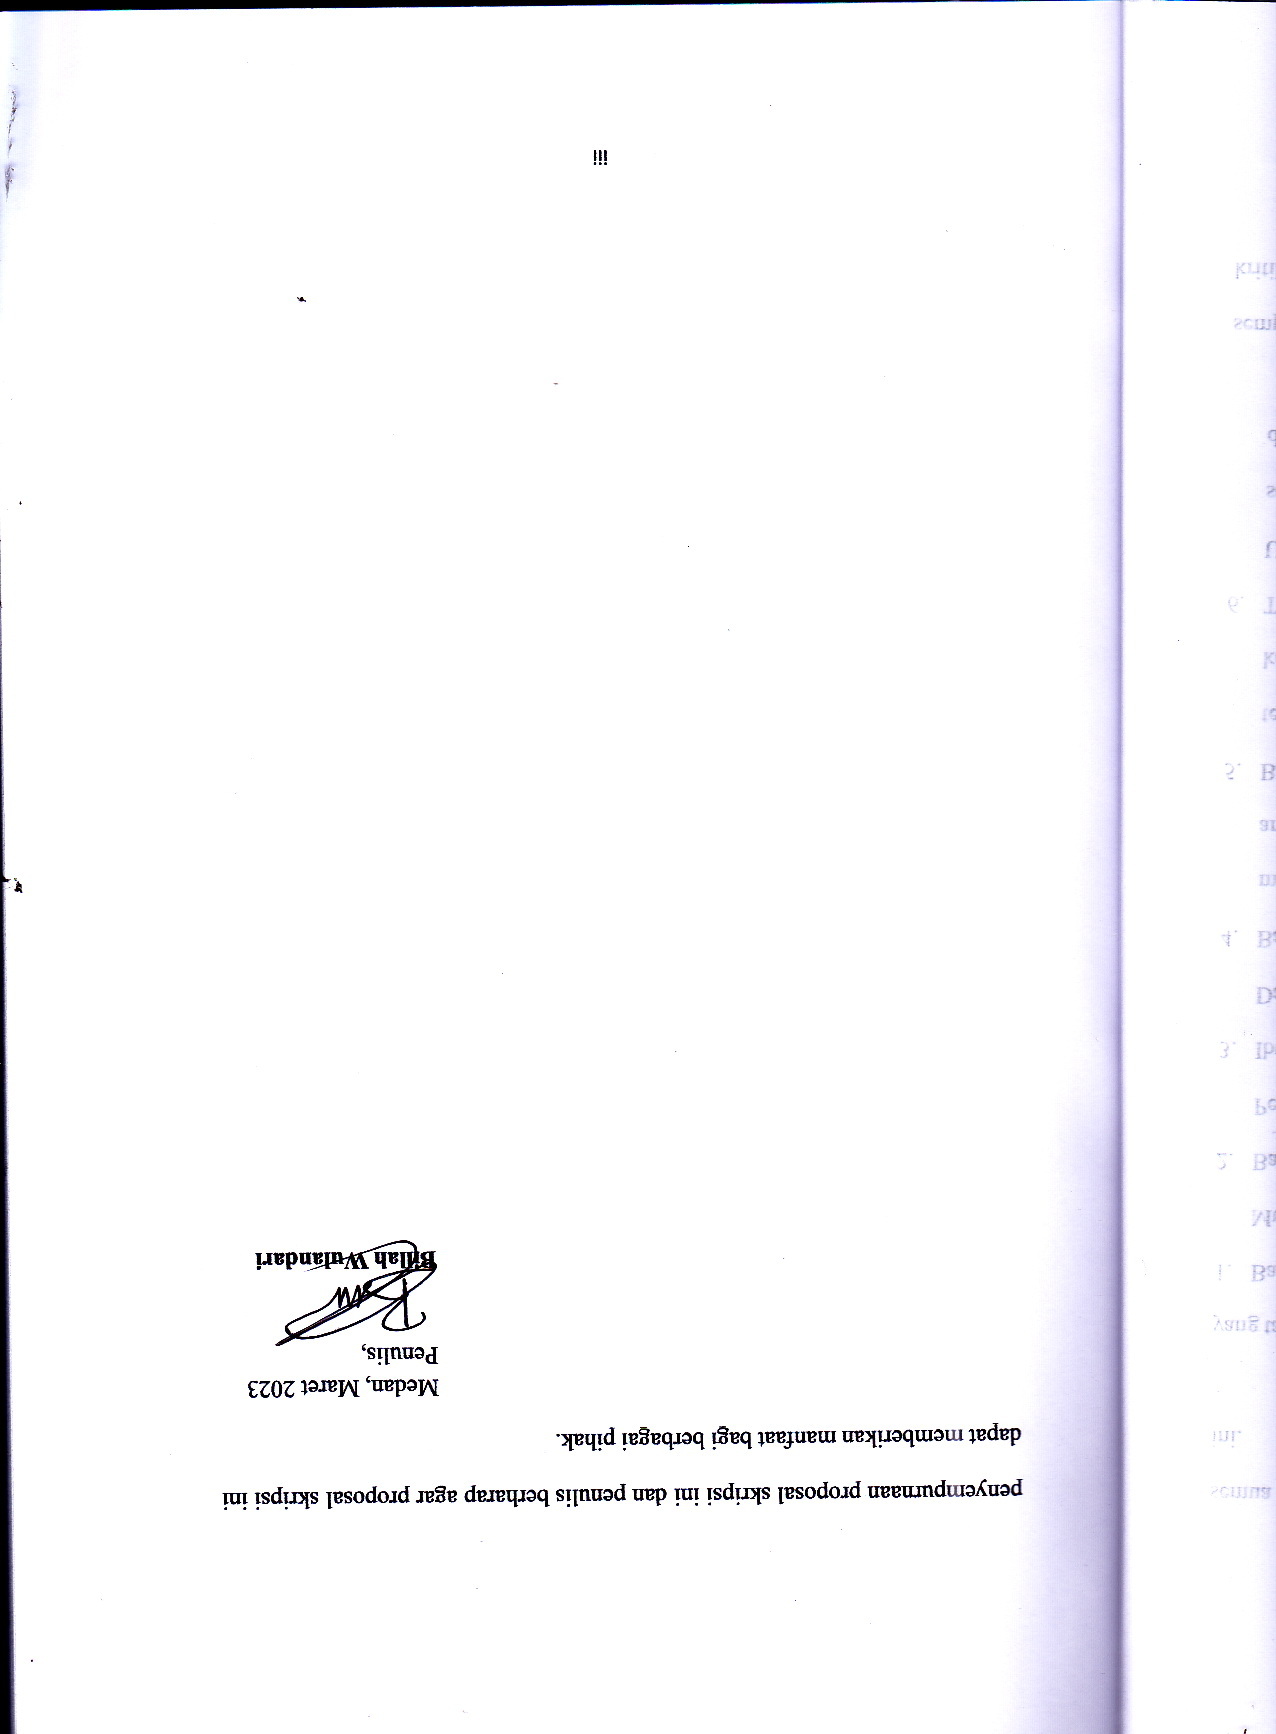 penyempurnaan proposal skripsi ini dan penulis berharap agar proposal skripsi ini
dapat memberikan manfaat bagi berbagai pihak.
Medan, Maret 2023
Penulis,
Billah Wulandari
iii